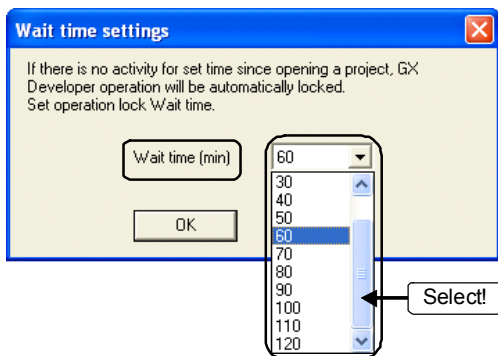 Wait time settings
If there is no activity for set time since opening a project, GX
Developer operation will be automatically locked.
Set operation lock Wait time.
Wait time (min)
60
30
40
50
60
70
80
90
100
110
120
OK
Select!